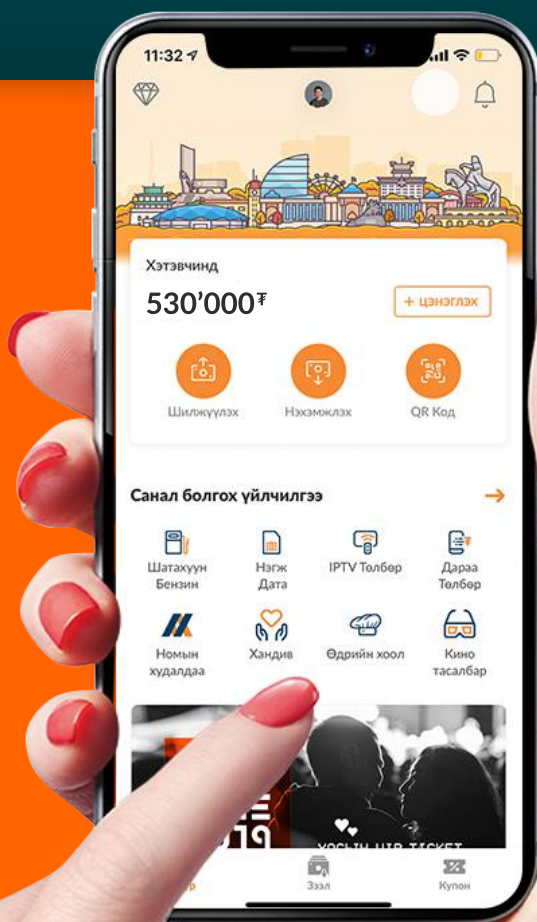 11:32
Хэтэвчинд
530'000₮
+ цэнэглэх
Шилжүүлэх
Нэхэмжлэх
QR Код
Санал болгох үйлчилгээ
Шатахуун
Бензин
Нэгж
Дата
IPTV Төлбөр
Дараа
Төлбөр
Номын
худалдаа
Хандив
Өдрийн хоол
Кино
тасалбар
Зээл
Купон